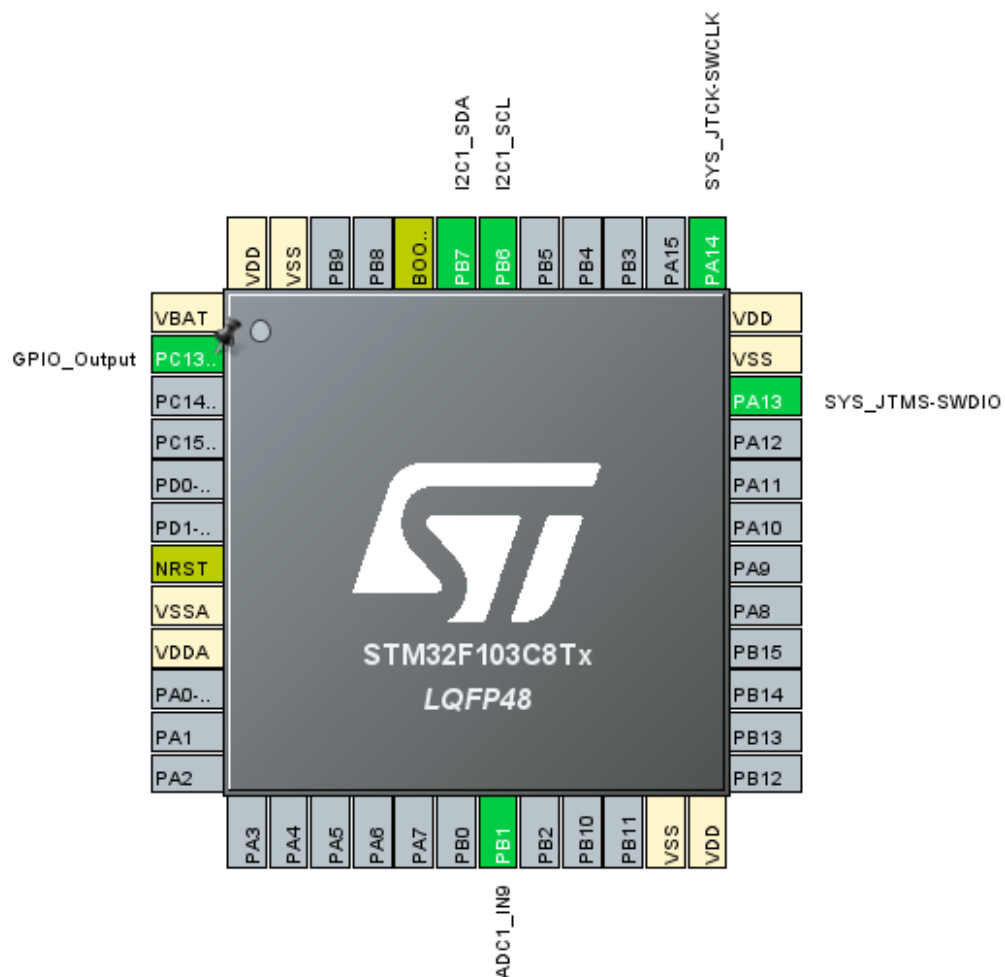 I2C1_SDA
I2C1_SCL
SYS_JTCK-SWCLK
VDD
VSS
PB9
PB8
BOO..
PB7
PB6
PB5
PB4
PB3
PA15
PA14
GPIO_Output
VBAT
PC13..
PC14..
PC15..
PD0-..
PD1-..
NRST
VSSA
VDDA
PA0-..
PA1
PA2
ST
STM32F103C8Tx
LQFP48
VDD
VSS
PA13
SYS_JTMS-SWDIO
PA12
PA11
PA10
PA9
PA8
PB15
PB14
PB13
PB12
PA3
PA4
PA5
PA6
PA7
PB0
PB1
PB2
PB10
PB11
VSS
VDD
ADC1_IN9